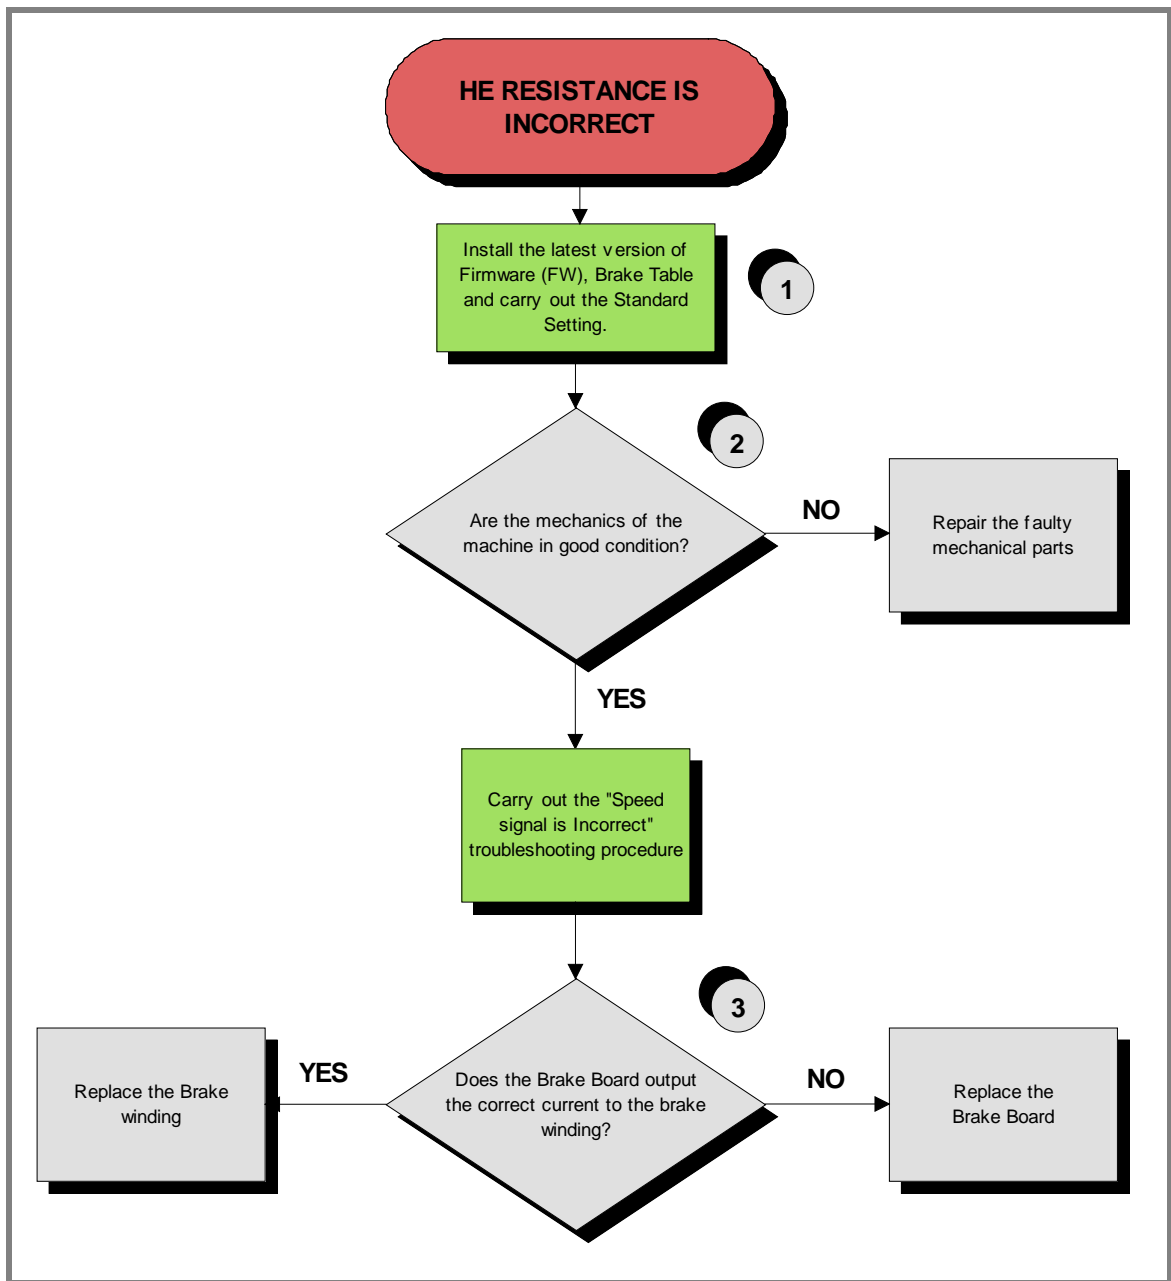 HE RESISTANCE IS
INCORRECT
Install the latest version of
Firmware (FW), Brake Table
and carry out the Standard
Setting.
1
2
Are the mechanics of the
machine in good condition?
NO
Repair the faulty
mechanical parts
YES
Carry out the "Speed
signal is Incorrect"
troubleshooting procedure
3
Replace the Brake
winding
YES
Does the Brake Board output
the correct current to the brake
winding?
NO
Replace the
Brake Board